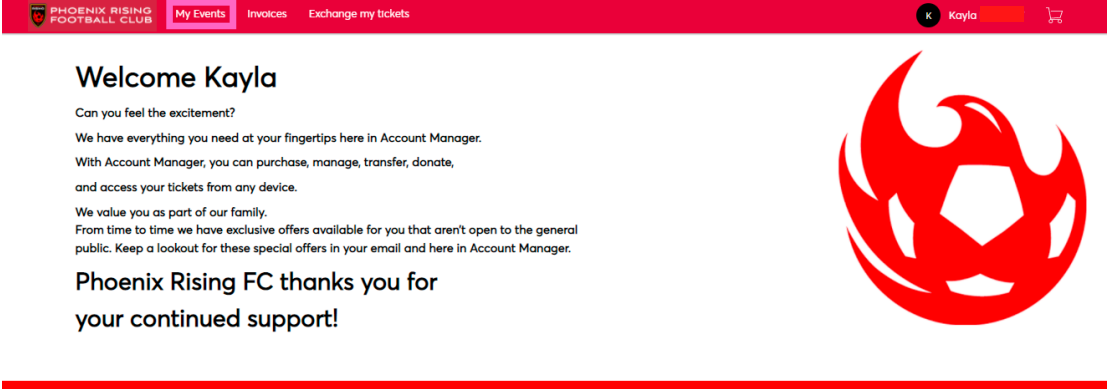 PHOENIX RISING
FOOTBALL CLUB
My Events
Invoices
Exchange my tickets
K
Kayla
Welcome Kayla
Can you feel the excitement?
We have everything you need at your fingertips here in Account Manager.
With Account Manager, you can purchase, manage, transfer, donate,
and access your tickets from any device.
We value you as part of our family.
From time to time we have exclusive offers available for you that aren't open to the general
public. Keep a lookout for these special offers in your email and here in Account Manager.
Phoenix Rising FC thanks you for
your continued support!